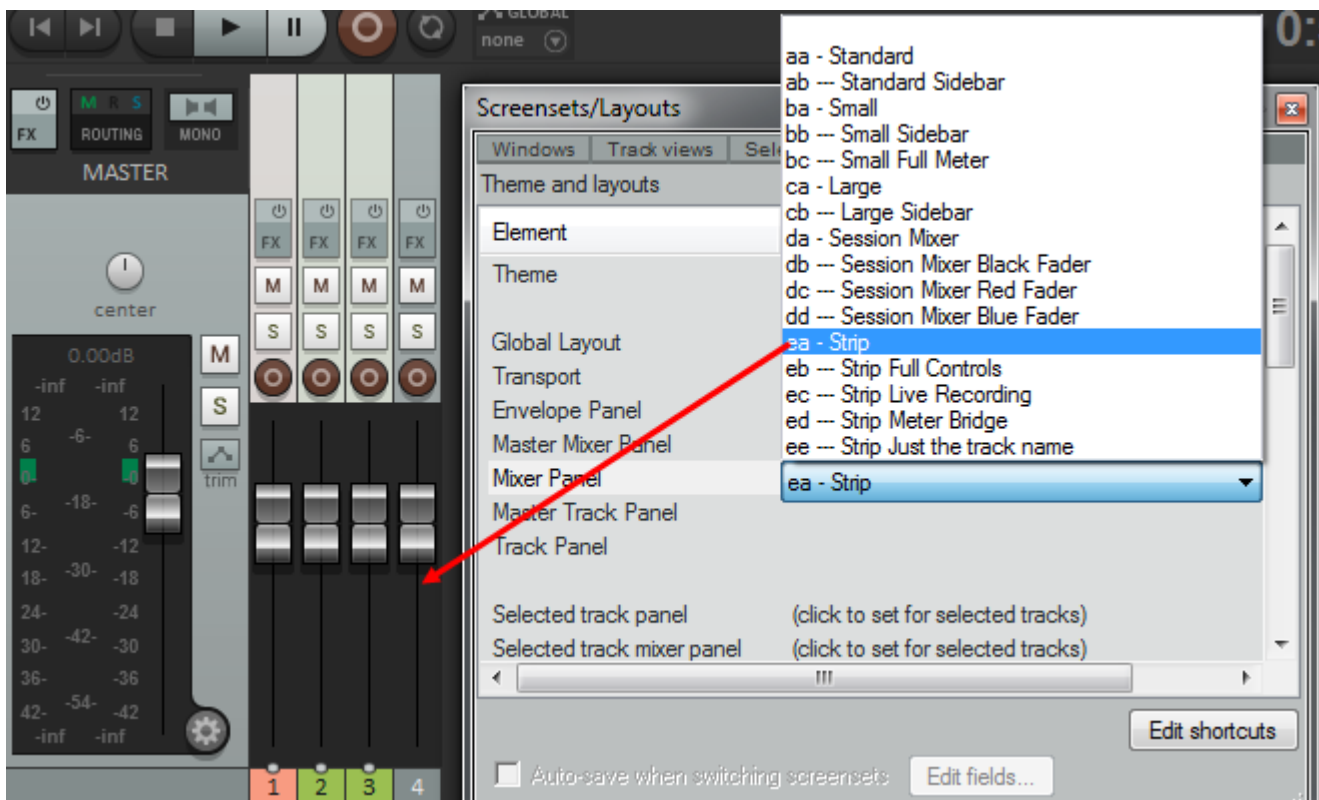 GLOBAL
none
0:
FX
M R S
ROUTING
MONO
MASTER
center
0.00dB
-inf -inf
12 12
-6-
6 6
0- -0
-18-
6- -6
12- -12
-30-
18- -18
24- -24
-42-
30- -30
36- -36
-54-
42- -42
-inf -inf
M
S
trim
FX FX FX FX
M M M M
S S S S
1 2 3 4
Screensets/Layouts
Windows Track views
Theme and layouts
Element
Theme
Global Layout
Transport
Envelope Panel
Master Mixer Panel
Mixer Panel
Master Track Panel
Track Panel
Selected track panel (click to set for selected tracks)
Selected track mixer panel (click to set for selected tracks)
aa - Standard
ab --- Standard Sidebar
ba - Small
bb --- Small Sidebar
bc --- Small Full Meter
ca - Large
cb --- Large Sidebar
da - Session Mixer
db --- Session Mixer Black Fader
dc --- Session Mixer Red Fader
dd --- Session Mixer Blue Fader
ea - Strip
eb --- Strip Full Controls
ec --- Strip Live Recording
ed --- Strip Meter Bridge
ee --- Strip Just the track name
ea - Strip
Edit shortcuts
Auto-save when switching screensets
Edit fields...